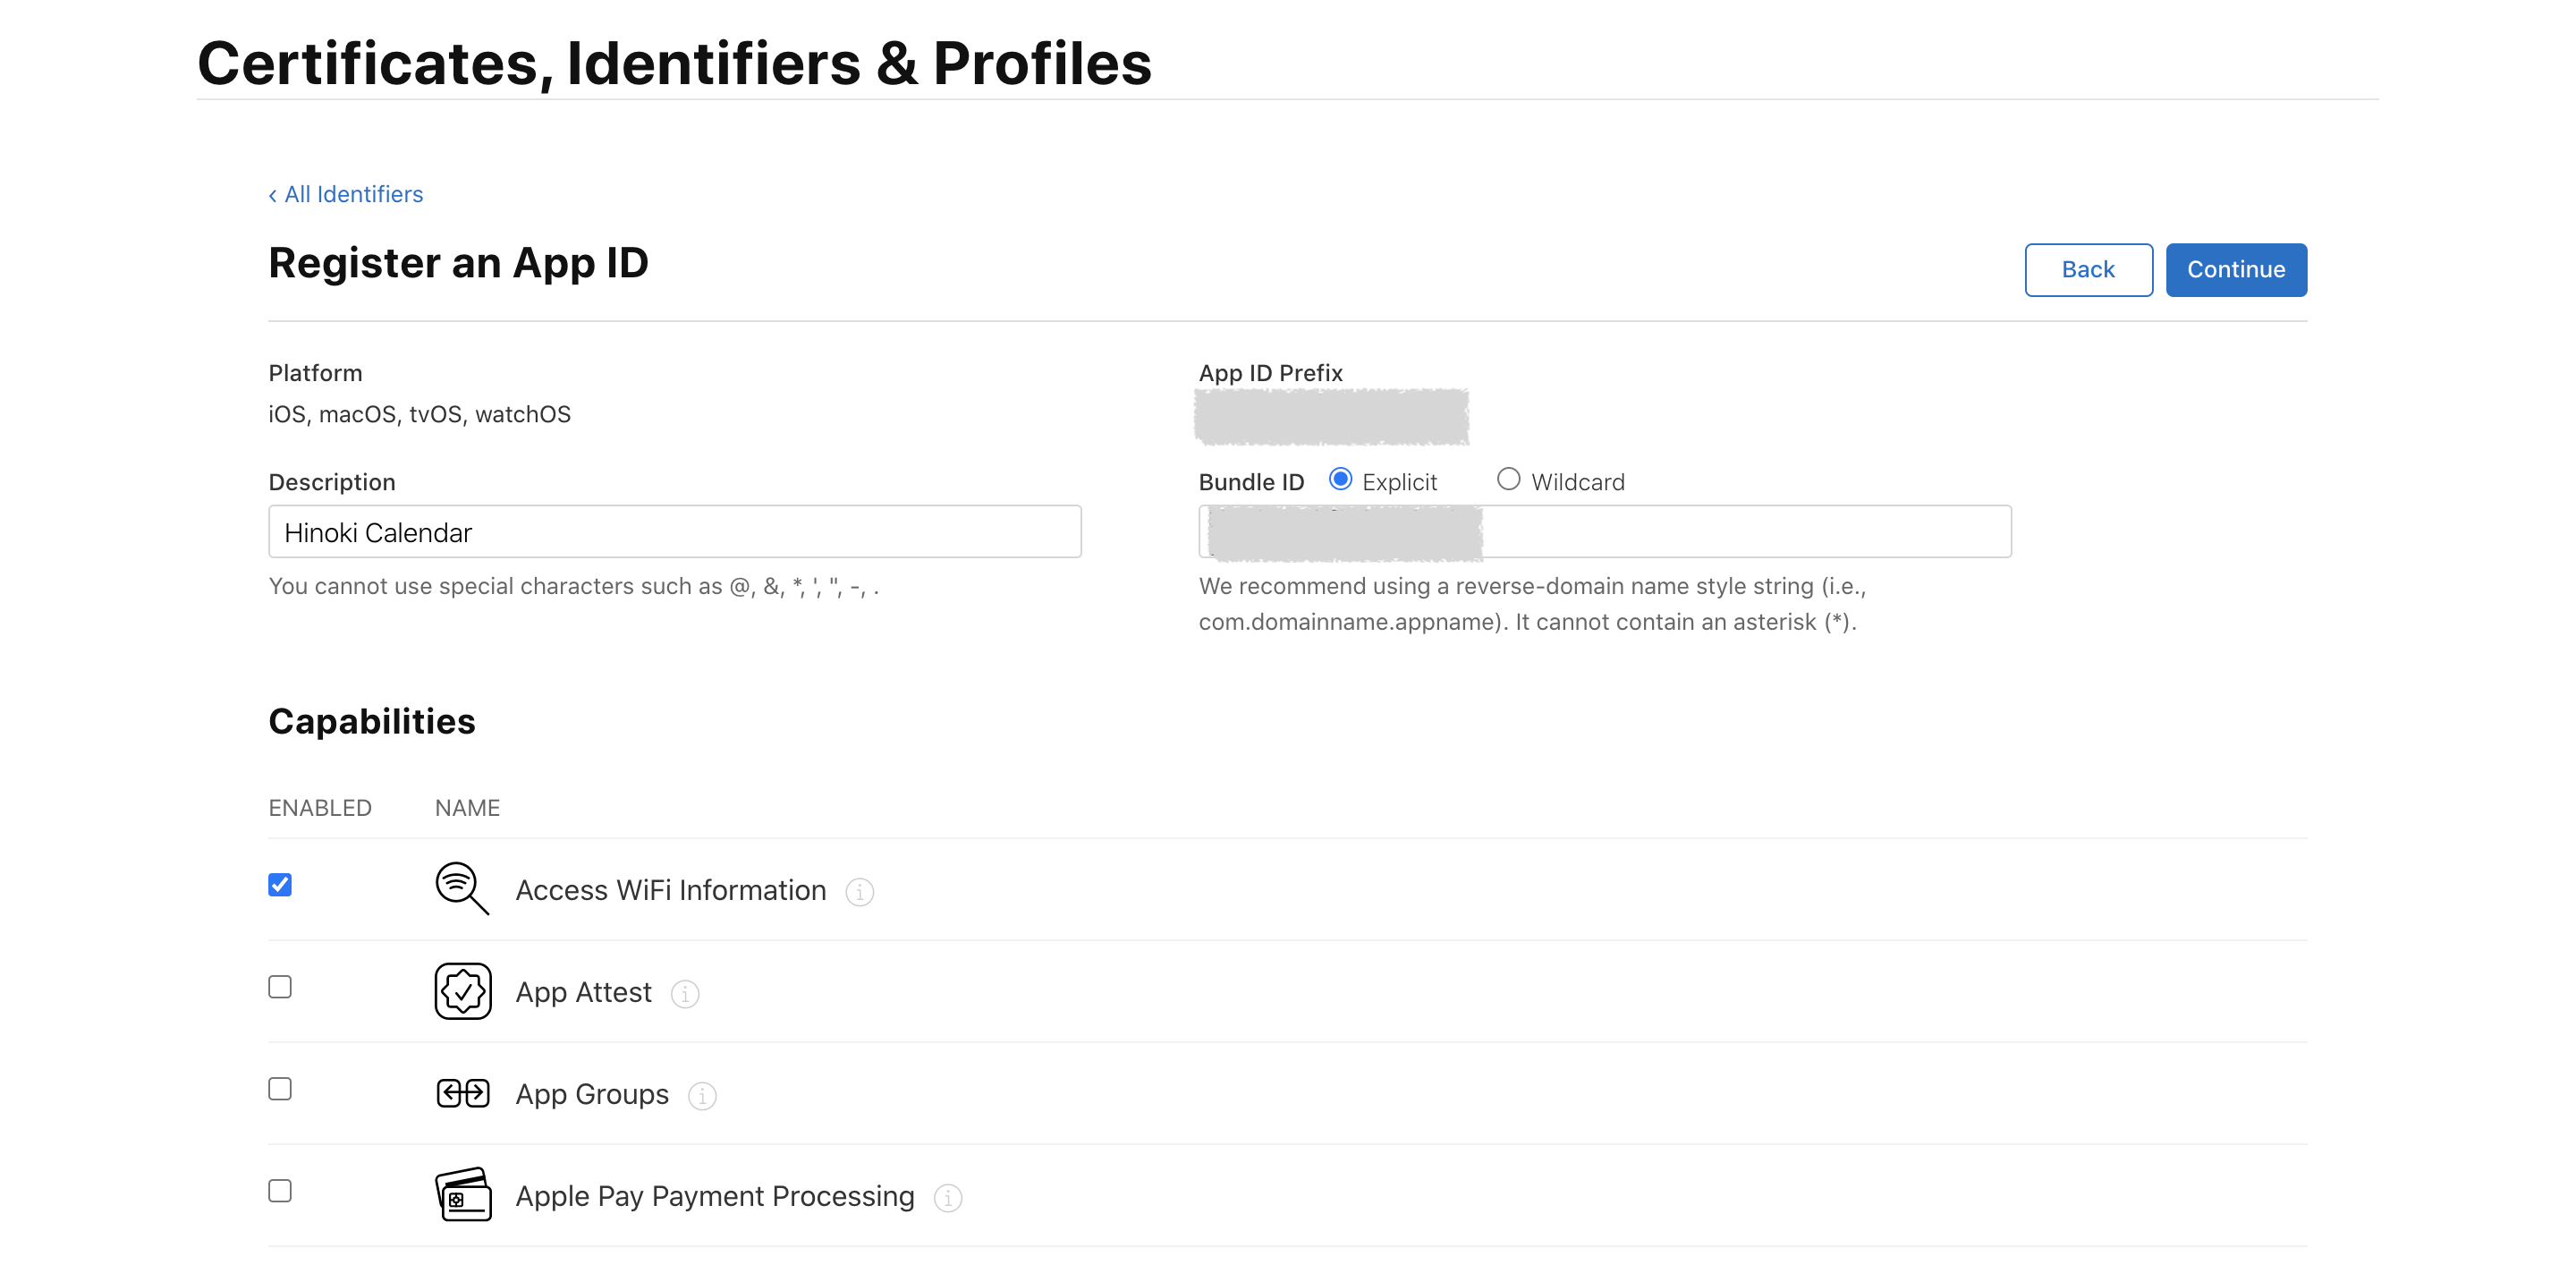 Certificates, Identifiers & Profiles
‹ All Identifiers
Register an App ID
Back
Continue
Platform
iOS, macOS, tvOS, watchOS
App ID Prefix
Description
Hinoki Calendar
You cannot use special characters such as @, &, *, ', ", -, .
Bundle ID Explicit Wildcard
We recommend using a reverse-domain name style string (i.e.,
com.domainname.appname). It cannot contain an asterisk (*).
Capabilities
ENABLED NAME
Access WiFi Information
App Attest
App Groups
Apple Pay Payment Processing